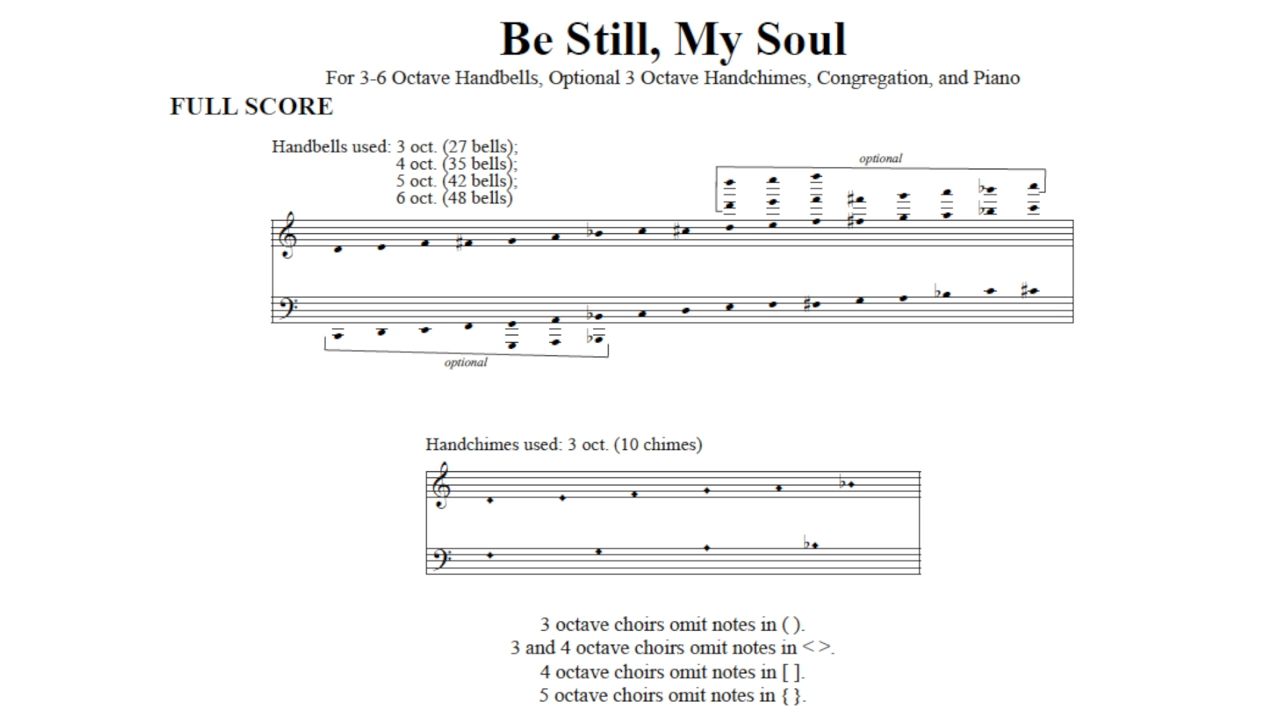 Be Still, My Soul
For 3-6 Octave Handbells, Optional 3 Octave Handchimes, Congregation, and Piano
FULL SCORE
Handbells used: 3 oct. (27 bells);
4 oct. (35 bells);
5 oct. (42 bells);
6 oct. (48 bells)
optional
optional
Handchimes used: 3 oct. (10 chimes)
3 octave choirs omit notes in ( ).
3 and 4 octave choirs omit notes in < >.
4 octave choirs omit notes in [ ].
5 octave choirs omit notes in { }.